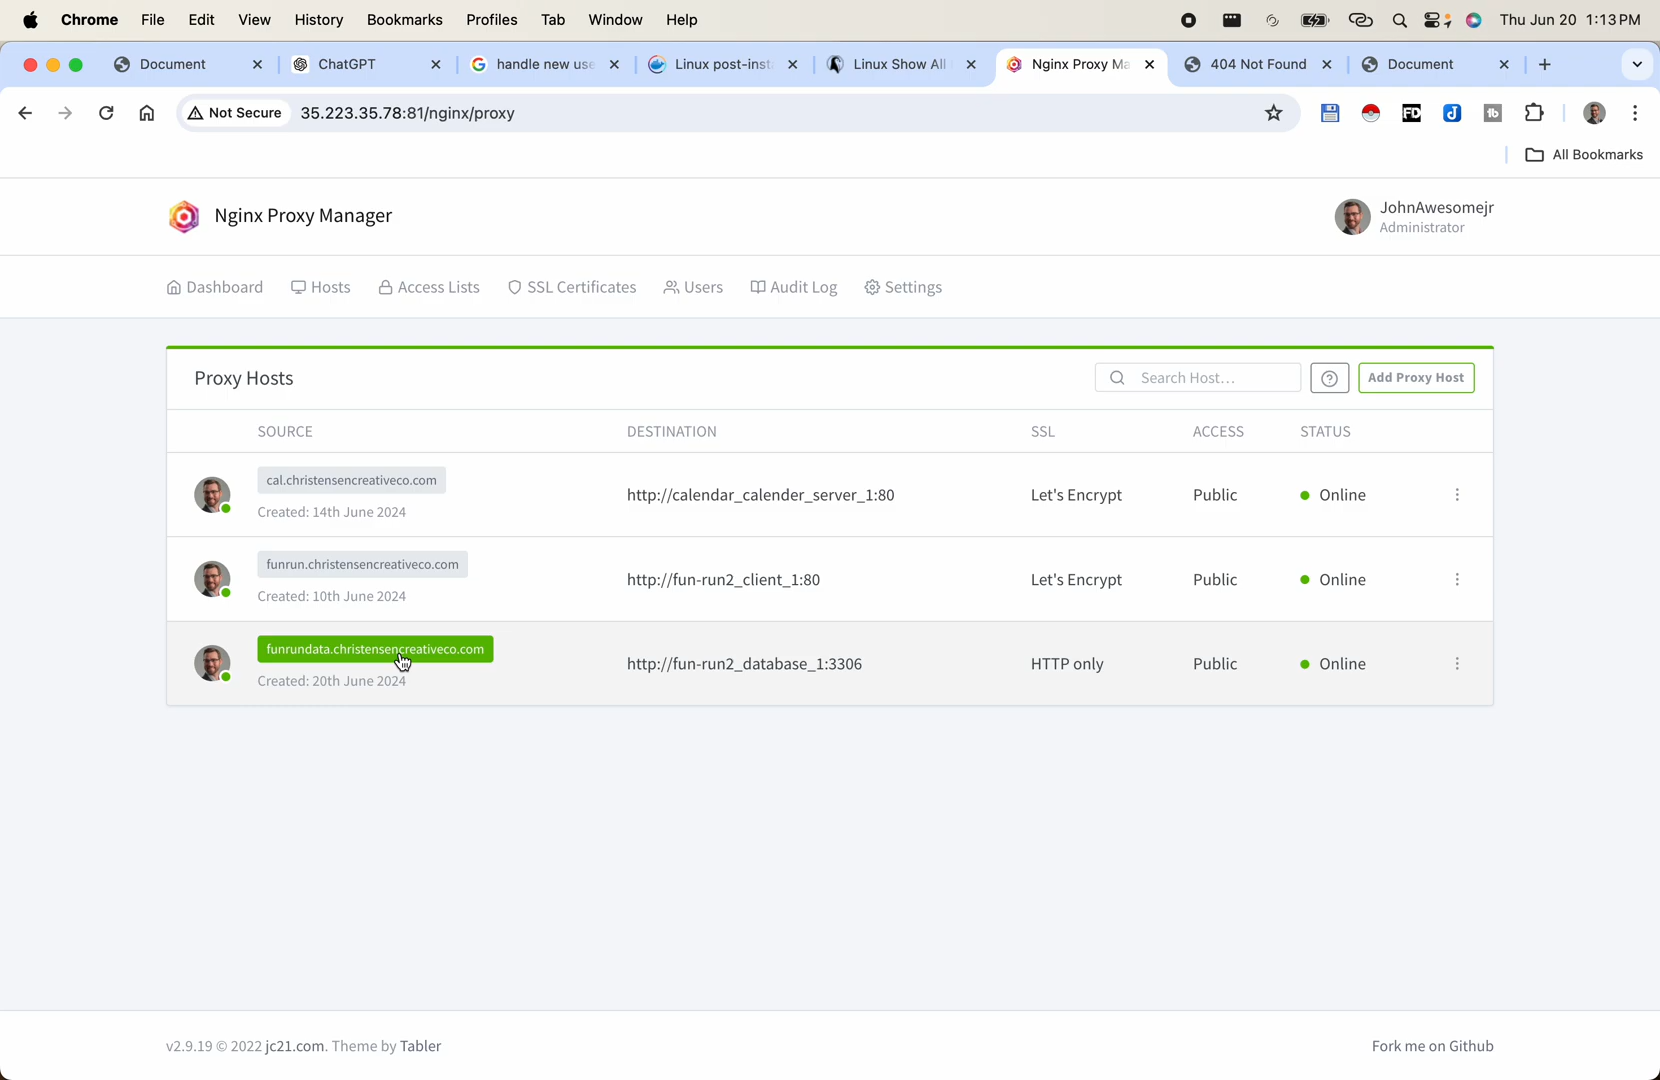 Chrome File Edit View History Bookmarks Profiles Tab Window Help Thu Jun 20 1:13 PM
Document ChatGPT handle new use Linux post-inst Linux Show All Nginx Proxy Ma 404 Not Found Document
Not Secure 35.223.35.78:81/nginx/proxy FD J tb
All Bookmarks
Nginx Proxy Manager
JohnAwesomejr
Administrator
Dashboard Hosts Access Lists SSL Certificates Users Audit Log Settings
Proxy Hosts Search Host... Add Proxy Host
SOURCE DESTINATION SSL ACCESS STATUS
cal.christensencreativeco.com
http://calendar_calender_server_1:80 Let's Encrypt Public Online
Created: 14th June 2024
funrun.christensencreativeco.com
http://fun-run2_client_1:80 Let's Encrypt Public Online
Created: 10th June 2024
funrundata.christensencreativeco.com
http://fun-run2_database_1:3306 HTTP only Public Online
Created: 20th June 2024
v2.9.19 © 2022 jc21.com. Theme by Tabler Fork me on Github